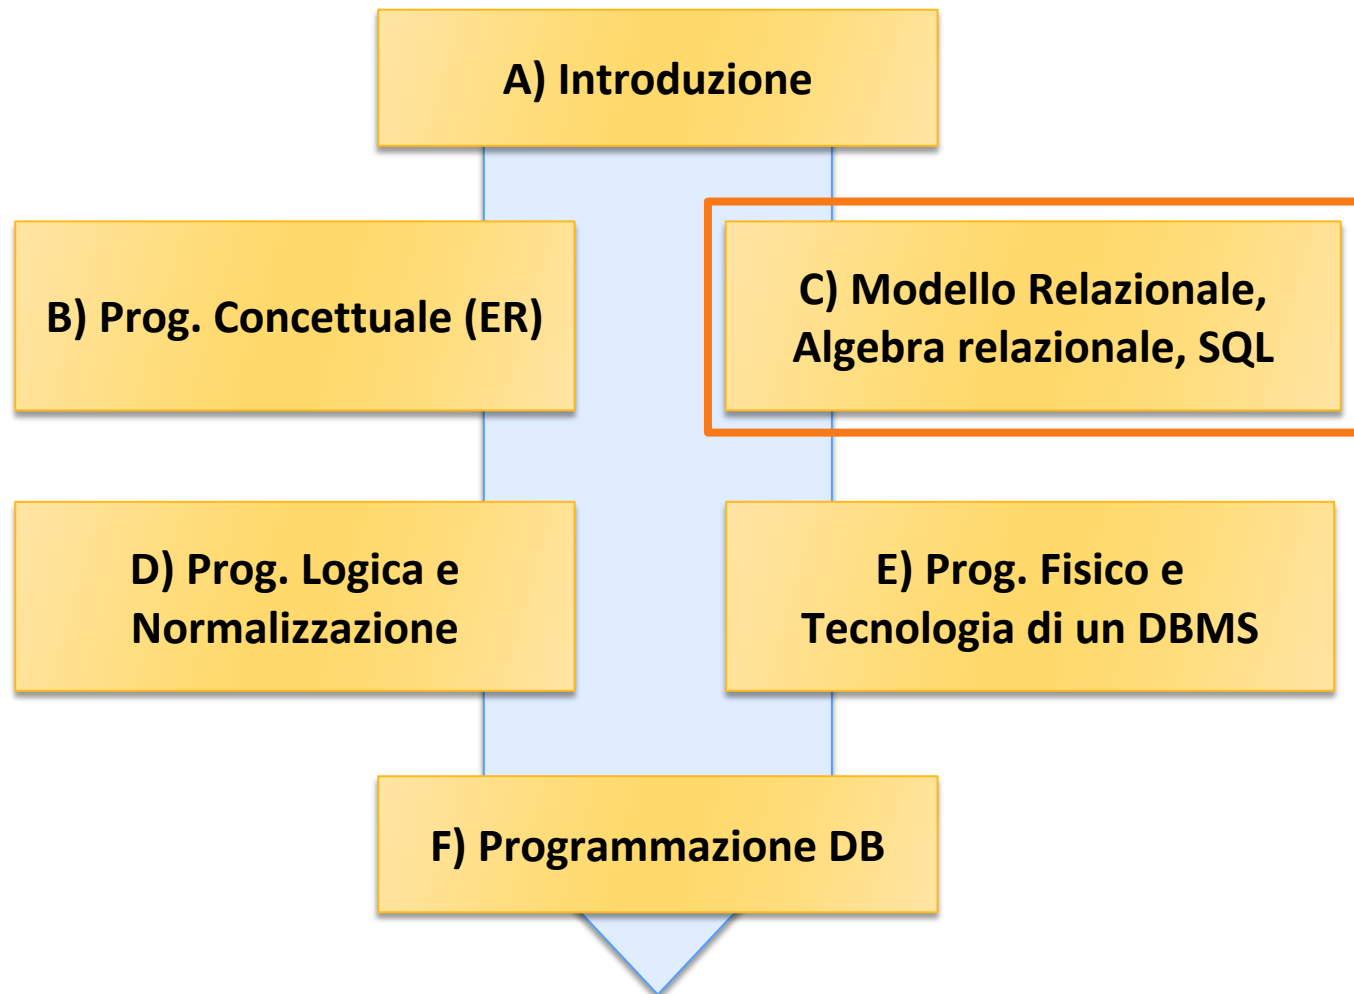 A) Introduzione
B) Prog. Concettuale (ER)
C) Modello Relazionale,
Algebra relazionale, SQL
D) Prog. Logica e
Normalizzazione
E) Prog. Fisico e
Tecnologia di un DBMS
F) Programmazione DB